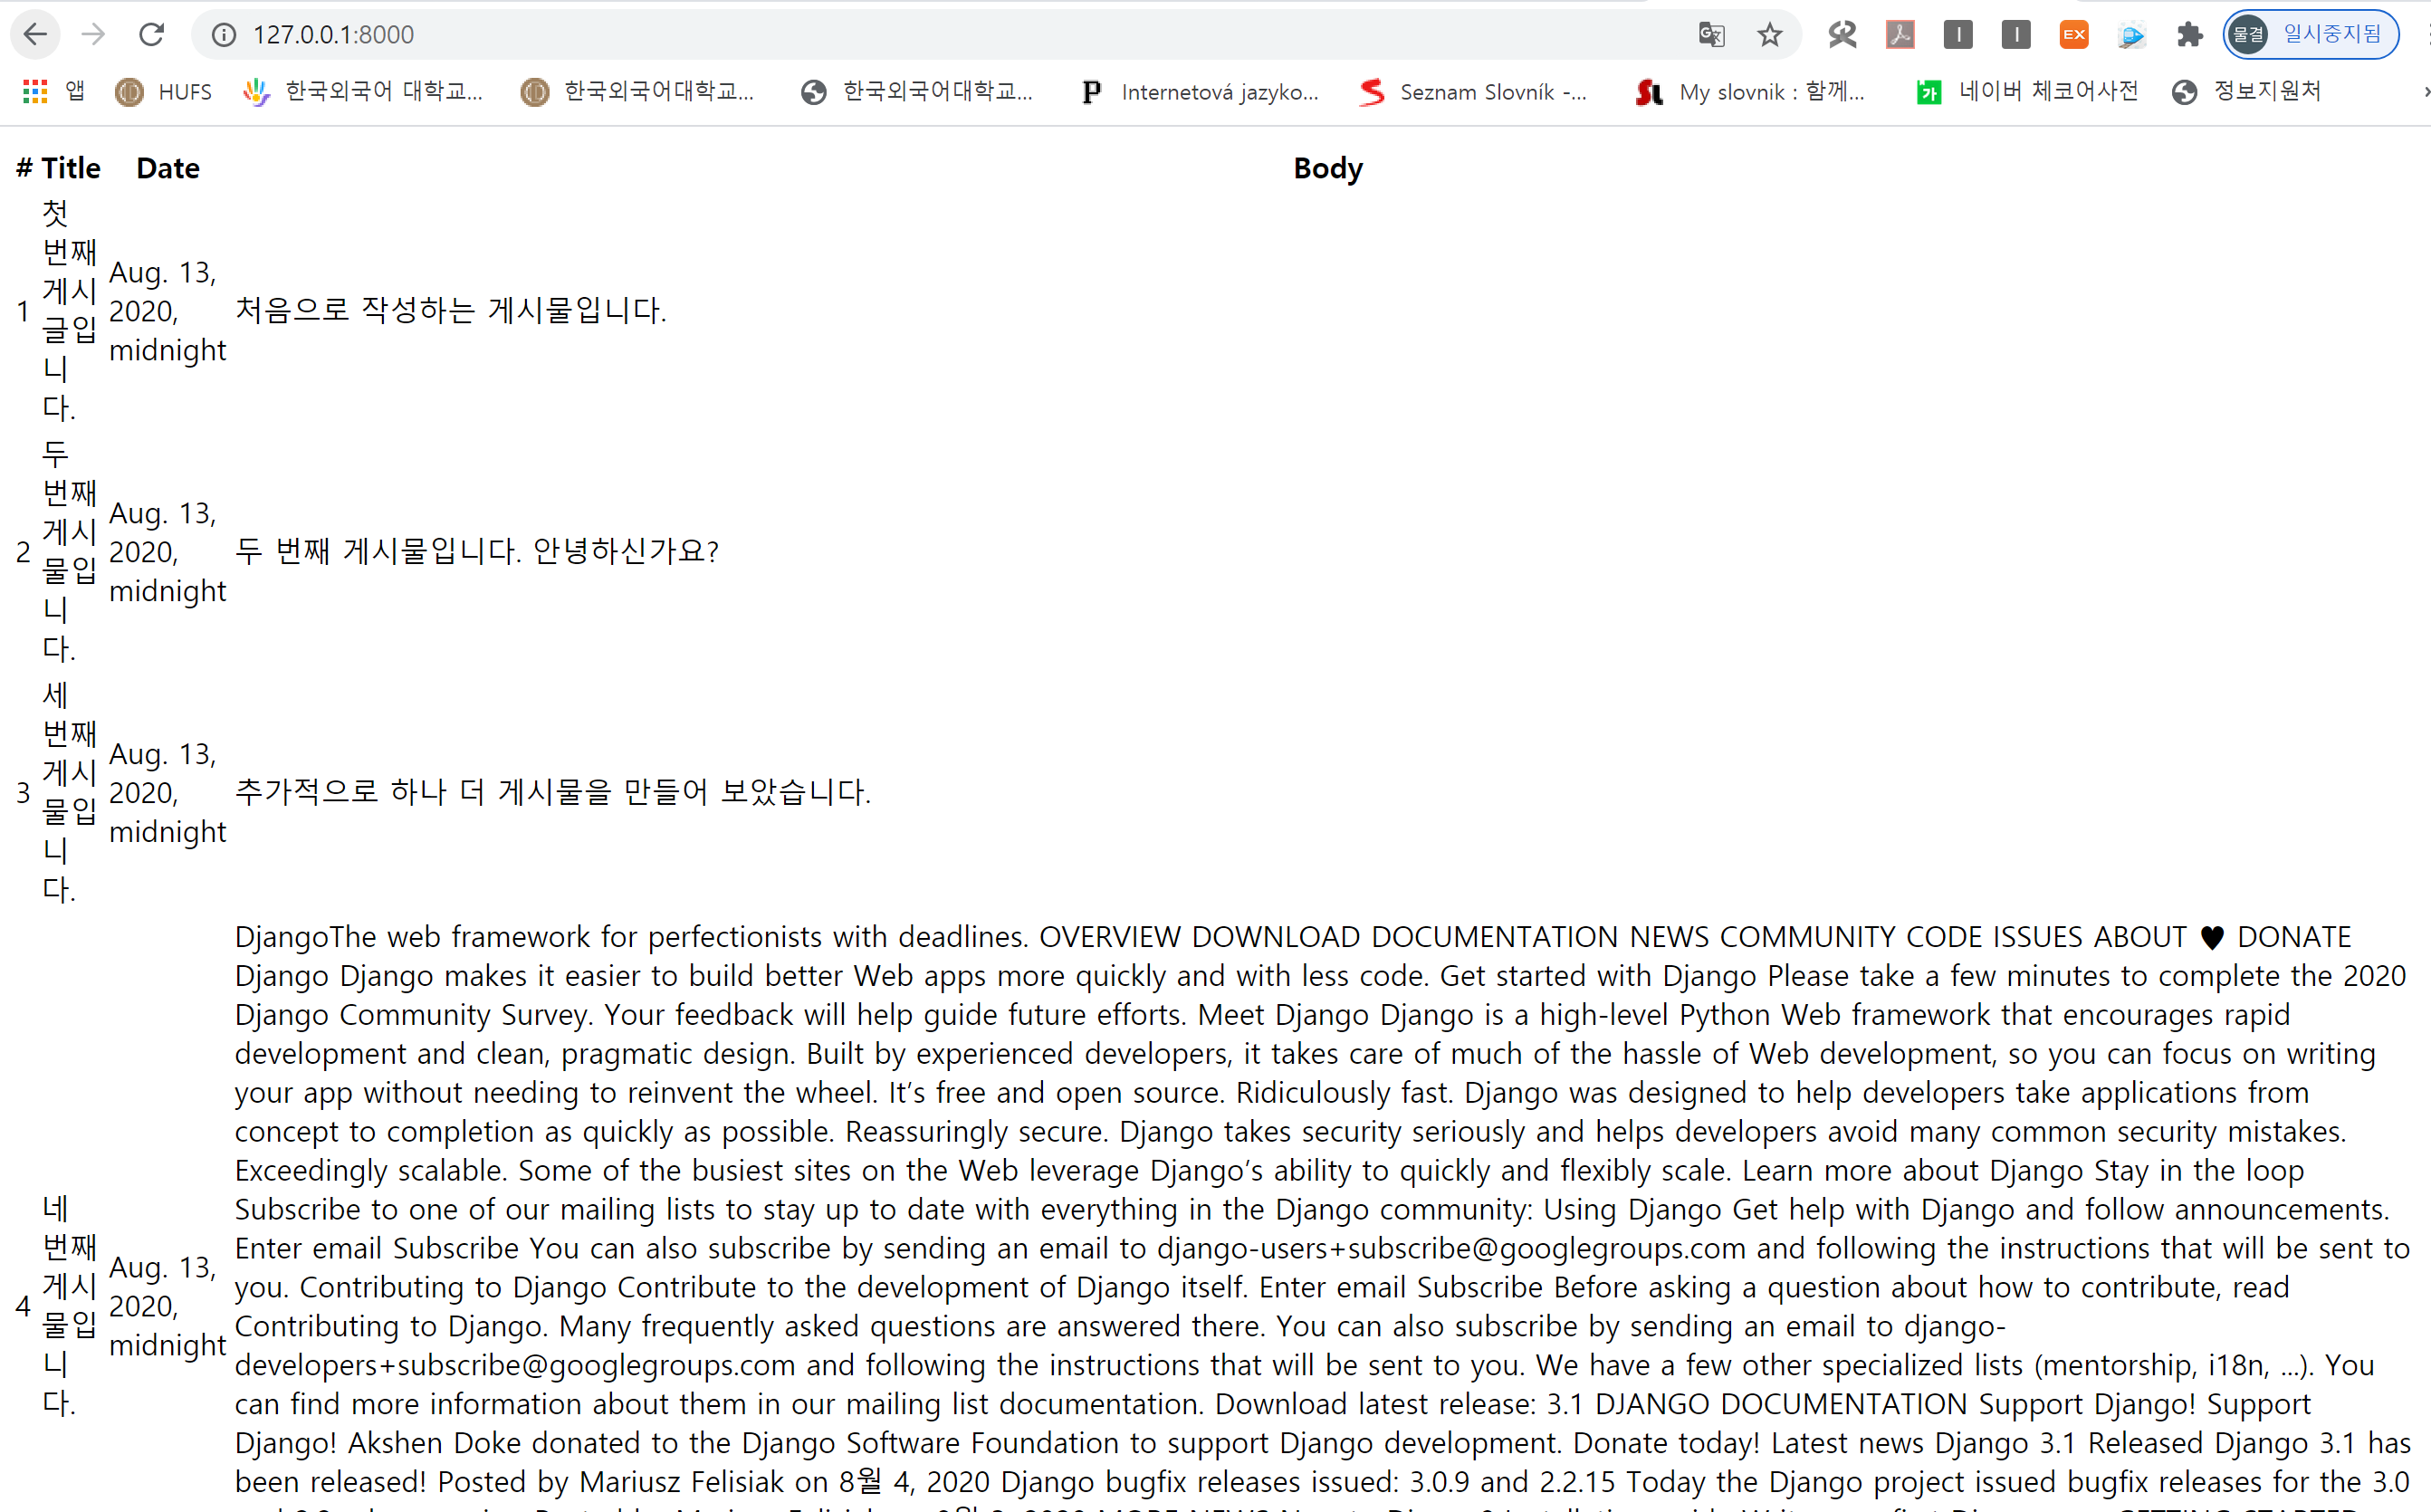 127.0.0.1:8000
물결 일시중지됨
앱 HUFS 한국외국어 대학교... 한국외국어대학교... 한국외국어대학교... Internetová jazyko... Seznam Slovník -... My slovnik : 함께... 네이버 체코어사전 정보지원처
# Title Date Body
1
첫
번째
게시
글입
니
다.
Aug. 13,
2020,
midnight
처음으로 작성하는 게시물입니다.
2
두
번째
게시
물입
니
다.
Aug. 13,
2020,
midnight
두 번째 게시물입니다. 안녕하신가요?
3
세
번째
게시
물입
니
다.
Aug. 13,
2020,
midnight
추가적으로 하나 더 게시물을 만들어 보았습니다.
4
네
번째
게시
물입
니
다.
Aug. 13,
2020,
midnight
DjangoThe web framework for perfectionists with deadlines. OVERVIEW DOWNLOAD DOCUMENTATION NEWS COMMUNITY CODE ISSUES ABOUT ♥ DONATE
Django Django makes it easier to build better Web apps more quickly and with less code. Get started with Django Please take a few minutes to complete the 2020
Django Community Survey. Your feedback will help guide future efforts. Meet Django Django is a high-level Python Web framework that encourages rapid
development and clean, pragmatic design. Built by experienced developers, it takes care of much of the hassle of Web development, so you can focus on writing
your app without needing to reinvent the wheel. It’s free and open source. Ridiculously fast. Django was designed to help developers take applications from
concept to completion as quickly as possible. Reassuringly secure. Django takes security seriously and helps developers avoid many common security mistakes.
Exceedingly scalable. Some of the busiest sites on the Web leverage Django’s ability to quickly and flexibly scale. Learn more about Django Stay in the loop
Subscribe to one of our mailing lists to stay up to date with everything in the Django community: Using Django Get help with Django and follow announcements.
Enter email Subscribe You can also subscribe by sending an email to django-users+subscribe@googlegroups.com and following the instructions that will be sent to
you. Contributing to Django Contribute to the development of Django itself. Enter email Subscribe Before asking a question about how to contribute, read
Contributing to Django. Many frequently asked questions are answered there. You can also subscribe by sending an email to django-
developers+subscribe@googlegroups.com and following the instructions that will be sent to you. We have a few other specialized lists (mentorship, i18n, ...). You
can find more information about them in our mailing list documentation. Download latest release: 3.1 DJANGO DOCUMENTATION Support Django! Support
Django! Akshen Doke donated to the Django Software Foundation to support Django development. Donate today! Latest news Django 3.1 Released Django 3.1 has
been released! Posted by Mariusz Felisiak on 8월 4, 2020 Django bugfix releases issued: 3.0.9 and 2.2.15 Today the Django project issued bugfix releases for the 3.0